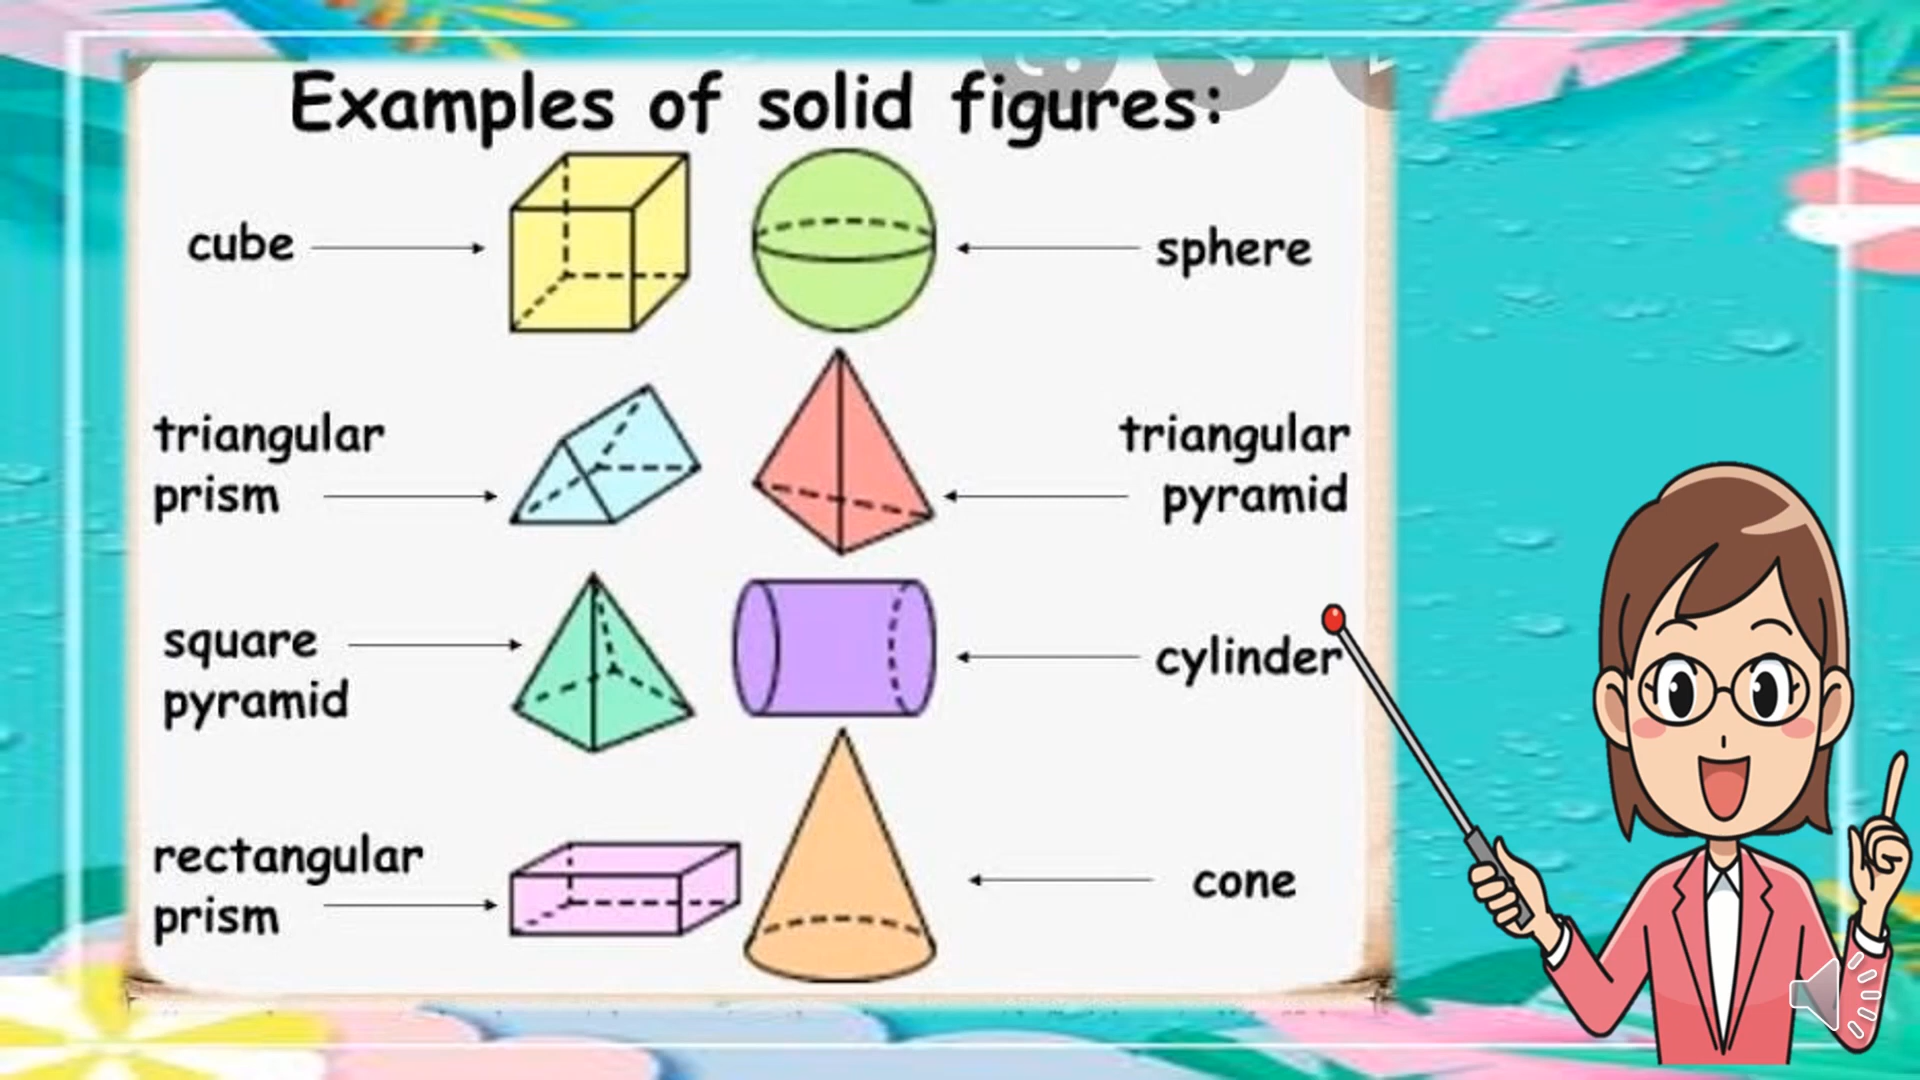 Examples of solid figures:
cube
sphere
triangular
prism
triangular
pyramid
square
pyramid
cylinder
rectangular
prism
cone